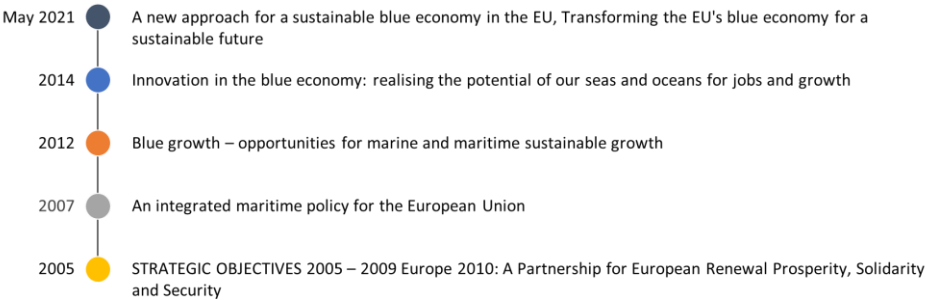 May 2021 A new approach for a sustainable blue economy in the EU, Transforming the EU's blue economy for a
sustainable future
2014 Innovation in the blue economy: realising the potential of our seas and oceans for jobs and growth
2012 Blue growth – opportunities for marine and maritime sustainable growth
2007 An integrated maritime policy for the European Union
2005 STRATEGIC OBJECTIVES 2005 – 2009 Europe 2010: A Partnership for European Renewal Prosperity, Solidarity
and Security